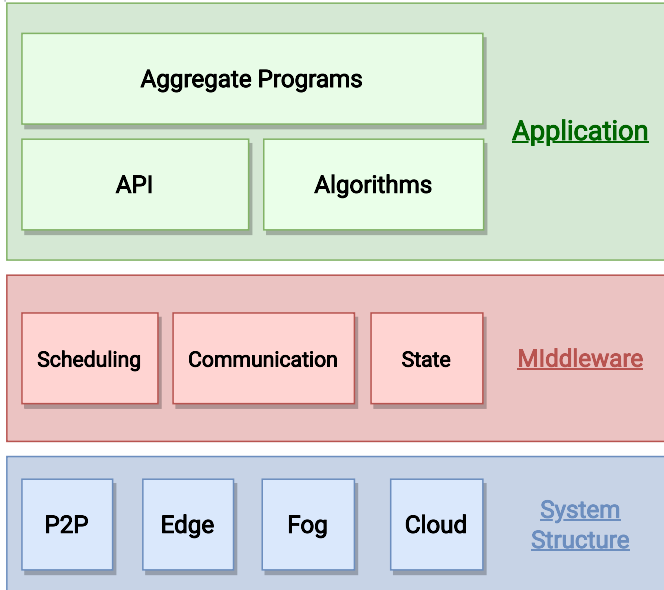 Aggregate Programs
Application
API
Algorithms
Scheduling
Communication
State
MIddleware
P2P
Edge
Fog
Cloud
System
Structure